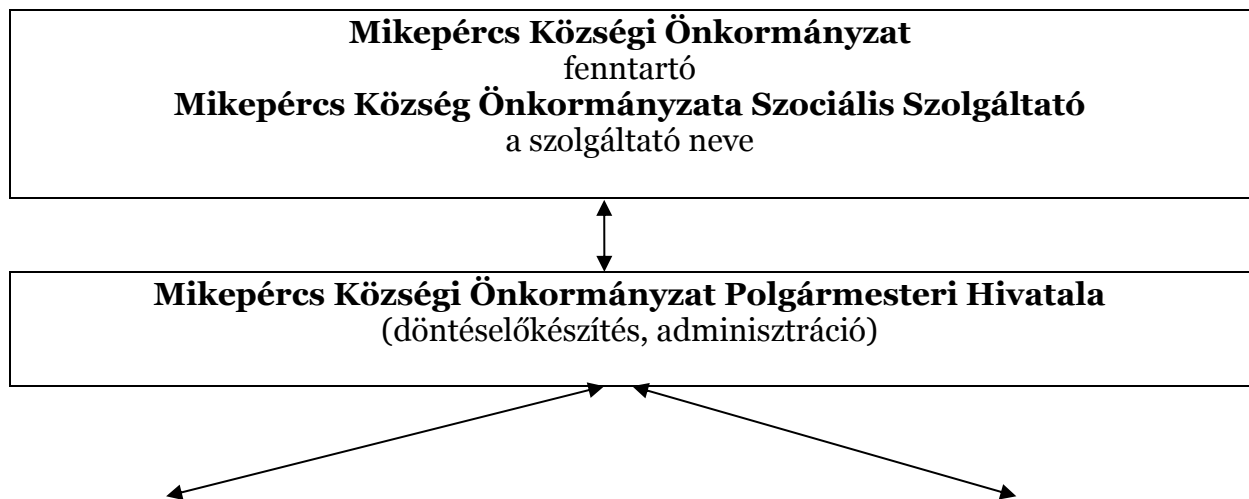 Mikepércs Községi Önkormányzat
fenntartó
Mikepércs Község Önkormányzata Szociális Szolgáltató
a szolgáltató neve
Mikepércs Községi Önkormányzat Polgármesteri Hivatala
(döntéselőkészítés, adminisztráció)